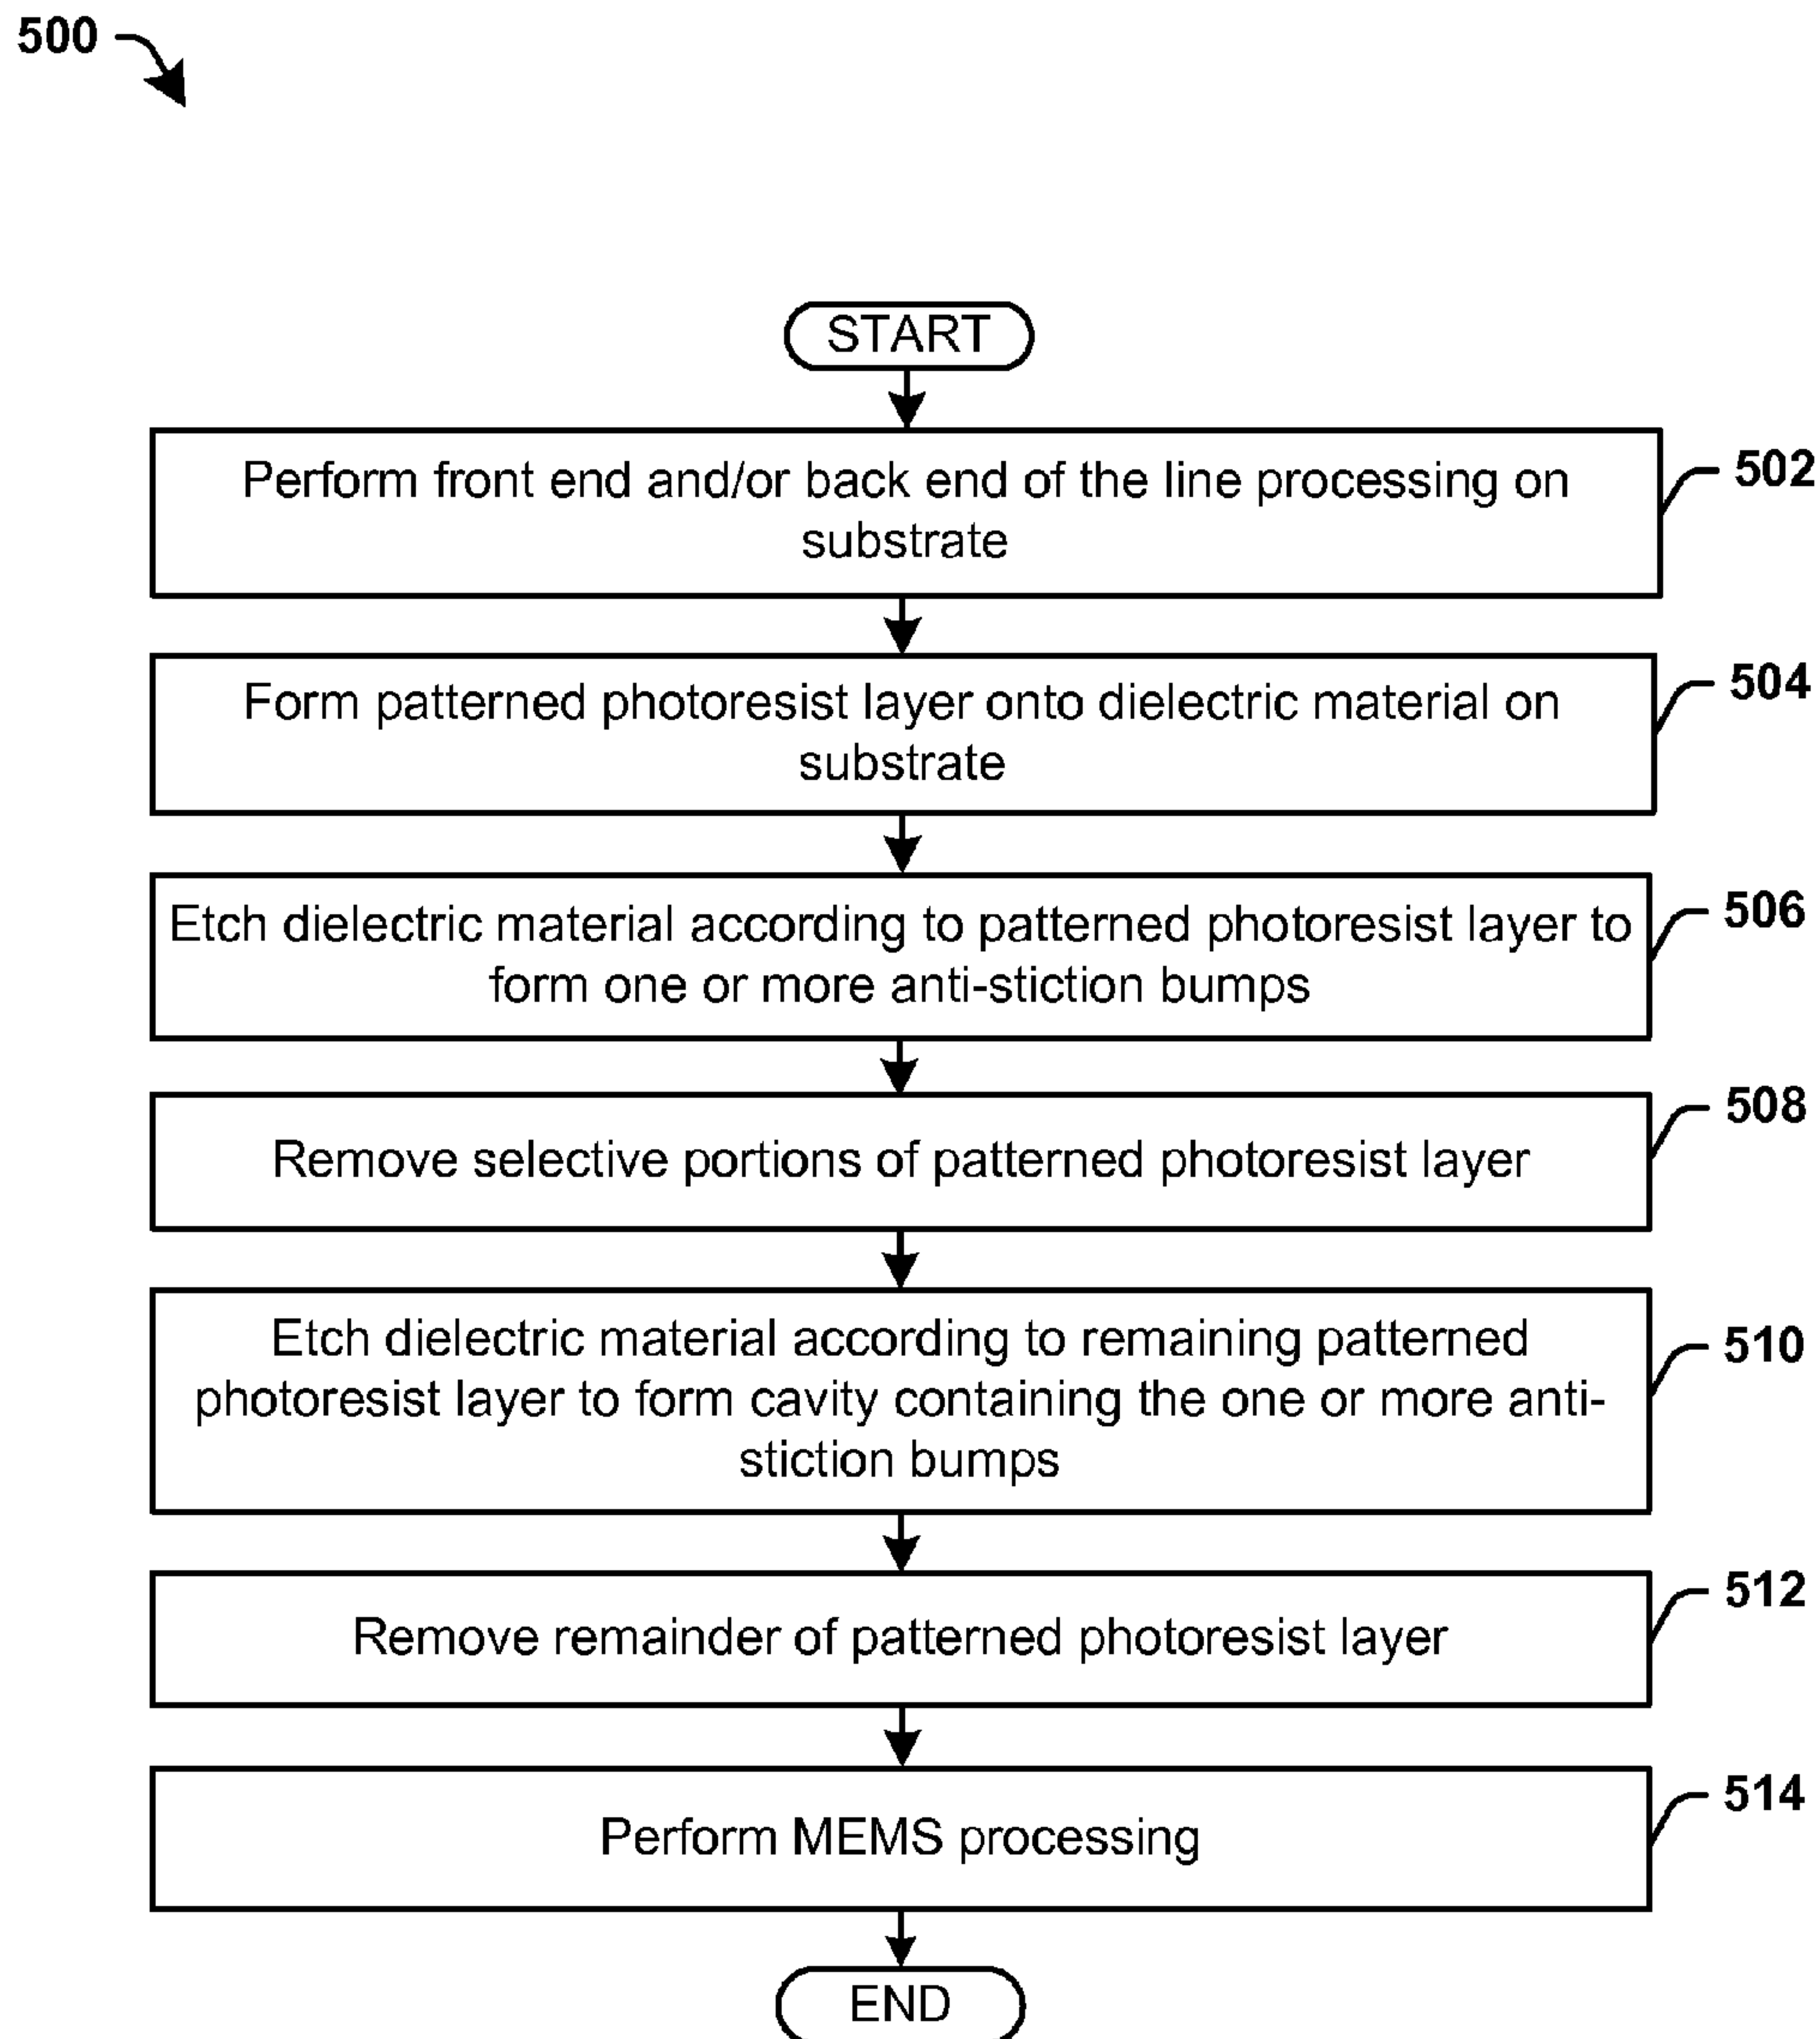 500
START
Perform front end and/or back end of the line processing on
substrate
502
Form patterned photoresist layer onto dielectric material on
substrate
504
Etch dielectric material according to patterned photoresist layer to
form one or more anti-stiction bumps
506
Remove selective portions of patterned photoresist layer
508
Etch dielectric material according to remaining patterned
photoresist layer to form cavity containing the one or more anti-
stiction bumps
510
Remove remainder of patterned photoresist layer
512
Perform MEMS processing
514
END